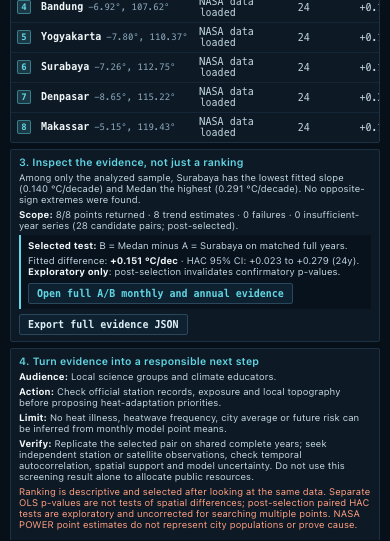 4 Bandung −6.92°, 107.62° NASA data loaded 24 +0.
5 Yogyakarta −7.80°, 110.37° NASA data loaded 24 +0.
6 Surabaya −7.26°, 112.75° NASA data loaded 24 +0.
7 Denpasar −8.65°, 115.22° NASA data loaded 24 +0.
8 Makassar −5.15°, 119.43° NASA data loaded 24 +0.
3. Inspect the evidence, not just a ranking
Among only the analyzed sample, Surabaya has the lowest fitted slope
(0.140 °C/decade) and Medan the highest (0.291 °C/decade). No opposite-
sign extremes were found.
Scope: 8/8 points returned · 8 trend estimates · 0 failures · 0 insufficient-
year series (28 candidate pairs; post-selected).
Selected test: B = Medan minus A = Surabaya on matched full years.
Fitted difference: +0.151 °C/dec · HAC 95% CI: +0.023 to +0.279 (24y).
Exploratory only: post-selection invalidates confirmatory p-values.
Open full A/B monthly and annual evidence
Export full evidence JSON
4. Turn evidence into a responsible next step
Audience: Local science groups and climate educators.
Action: Check official station records, exposure and local topography
before proposing heat-adaptation priorities.
Limit: No heat illness, heatwave frequency, city average or future risk can
be inferred from monthly model point means.
Verify: Replicate the selected pair on shared complete years; seek
independent station or satellite observations, check temporal
autocorrelation, spatial support and model uncertainty. Do not use this
screening result alone to allocate public resources.
Ranking is descriptive and selected after looking at the same data. Separate
OLS p-values are not tests of spatial differences; post-selection paired HAC
tests are exploratory and uncorrected for searching multiple points. NASA
POWER point estimates do not represent city populations or prove cause.